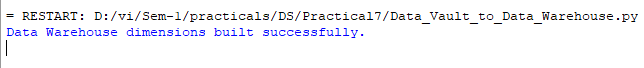 = RESTART: D:/vi/Sem-1/practicals/DS/Practical7/Data_Vault_to_Data_Warehouse.py
Data Warehouse dimensions built successfully.